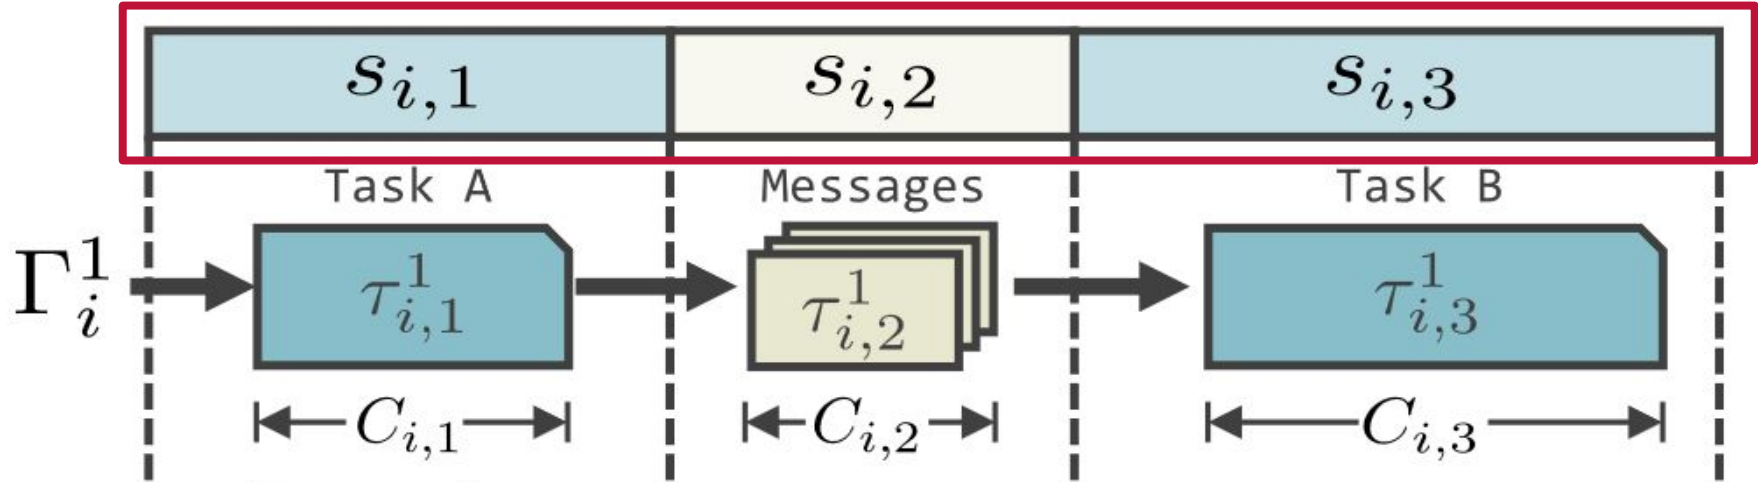 s_{i,1} s_{i,2} s_{i,3}
Task A Messages Task B
Γ_i^1 τ_{i,1}^1 τ_{i,2}^1 τ_{i,3}^1
C_{i,1} C_{i,2} C_{i,3}